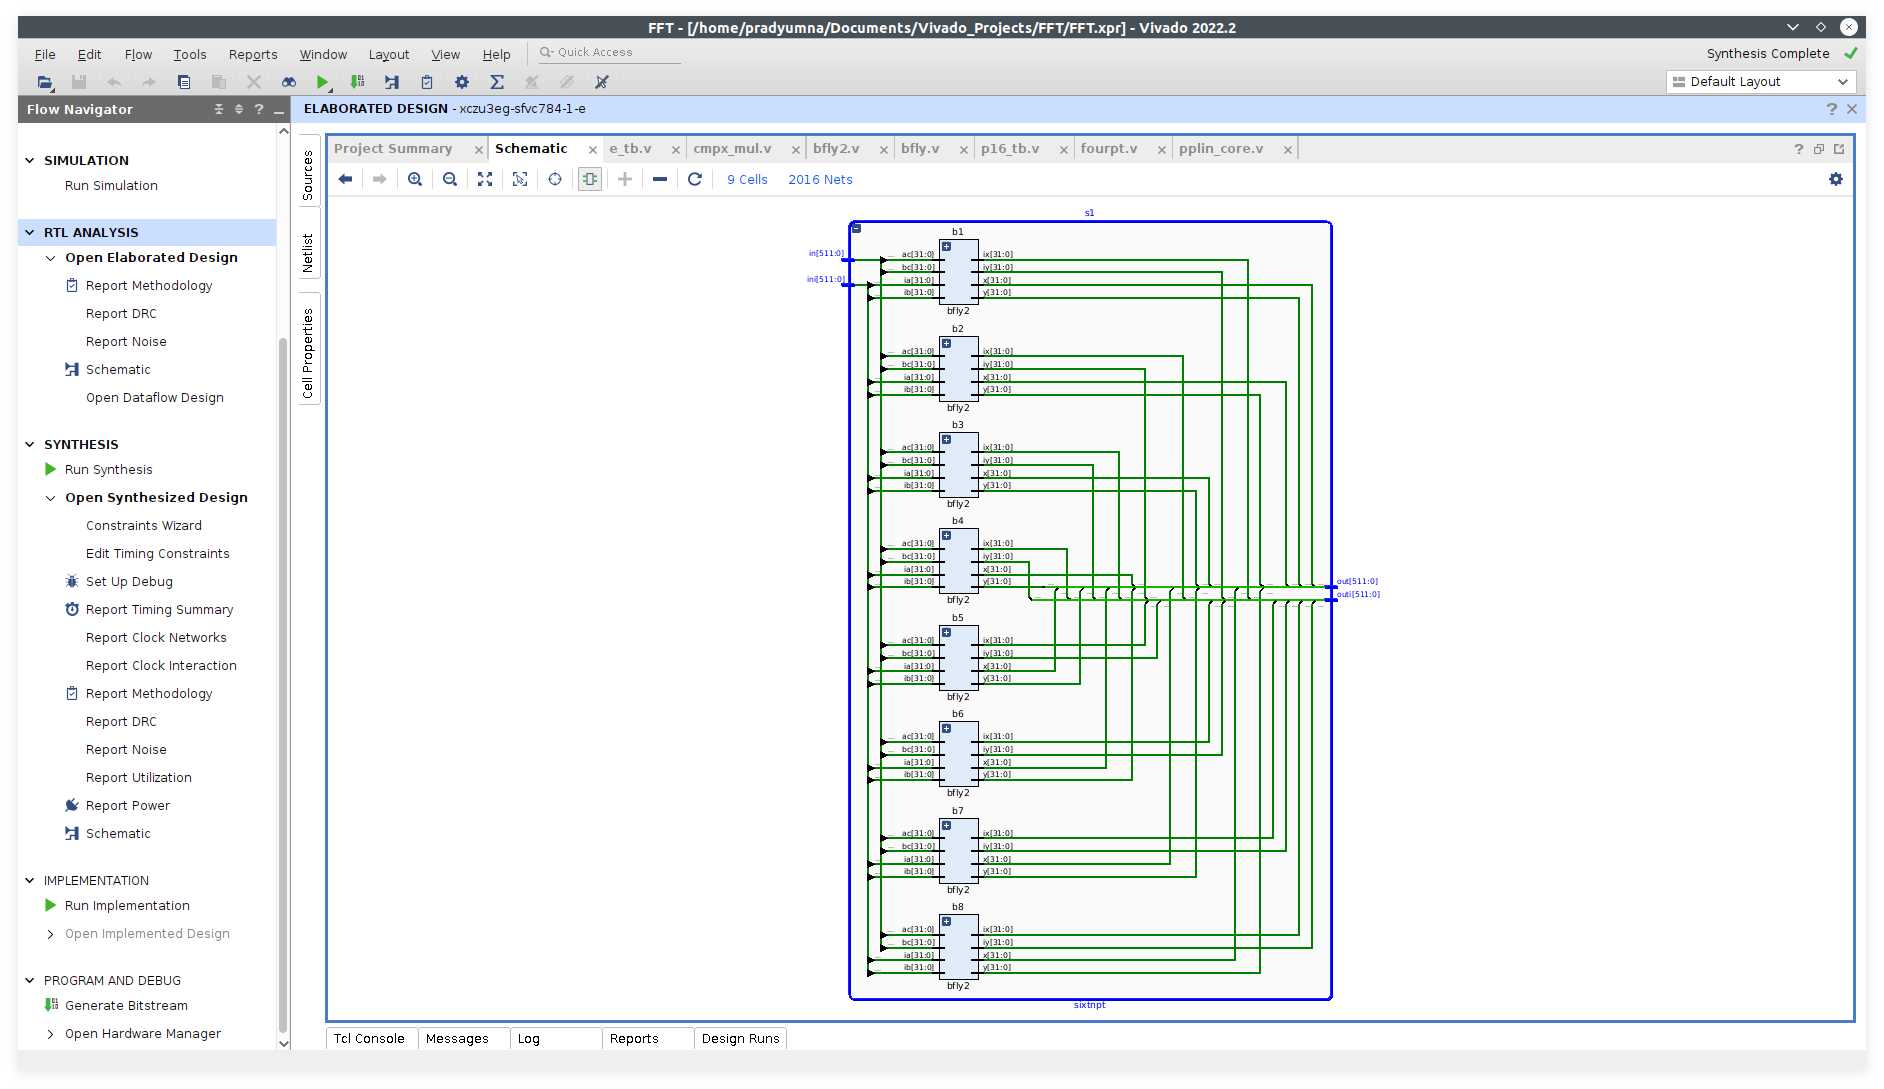 FFT - [/home/pradyumna/Documents/Vivado_Projects/FFT/FFT.xpr] - Vivado 2022.2
File Edit Flow Tools Reports Window Layout View Help Quick Access
Synthesis Complete
Default Layout
Flow Navigator
ELABORATED DESIGN - xczu3eg-sfvc784-1-e
SIMULATION
Run Simulation
RTL ANALYSIS
Open Elaborated Design
Report Methodology
Report DRC
Report Noise
Schematic
Open Dataflow Design
SYNTHESIS
Run Synthesis
Open Synthesized Design
Constraints Wizard
Edit Timing Constraints
Set Up Debug
Report Timing Summary
Report Clock Networks
Report Clock Interaction
Report Methodology
Report DRC
Report Noise
Report Utilization
Report Power
Schematic
IMPLEMENTATION
Run Implementation
Open Implemented Design
PROGRAM AND DEBUG
Generate Bitstream
Open Hardware Manager
Sources
Netlist
Cell Properties
Project Summary Schematic e_tb.v cmpx_mul.v bfly2.v bfly.v p16_tb.v fourpt.v pplin_core.v
9 Cells 2016 Nets
s1
in[511:0]
ini[511:0]
b1
ac[31:0] ix[31:0]
bc[31:0] iy[31:0]
ia[31:0] x[31:0]
ib[31:0] y[31:0]
bfly2
b2
ac[31:0] ix[31:0]
bc[31:0] iy[31:0]
ia[31:0] x[31:0]
ib[31:0] y[31:0]
bfly2
b3
ac[31:0] ix[31:0]
bc[31:0] iy[31:0]
ia[31:0] x[31:0]
ib[31:0] y[31:0]
bfly2
b4
ac[31:0] ix[31:0]
bc[31:0] iy[31:0]
ia[31:0] x[31:0]
ib[31:0] y[31:0]
bfly2
out[511:0]
outi[511:0]
b5
ac[31:0] ix[31:0]
bc[31:0] iy[31:0]
ia[31:0] x[31:0]
ib[31:0] y[31:0]
bfly2
b6
ac[31:0] ix[31:0]
bc[31:0] iy[31:0]
ia[31:0] x[31:0]
ib[31:0] y[31:0]
bfly2
b7
ac[31:0] ix[31:0]
bc[31:0] iy[31:0]
ia[31:0] x[31:0]
ib[31:0] y[31:0]
bfly2
b8
ac[31:0] ix[31:0]
bc[31:0] iy[31:0]
ia[31:0] x[31:0]
ib[31:0] y[31:0]
bfly2
sixtnpt
Tcl Console Messages Log Reports Design Runs